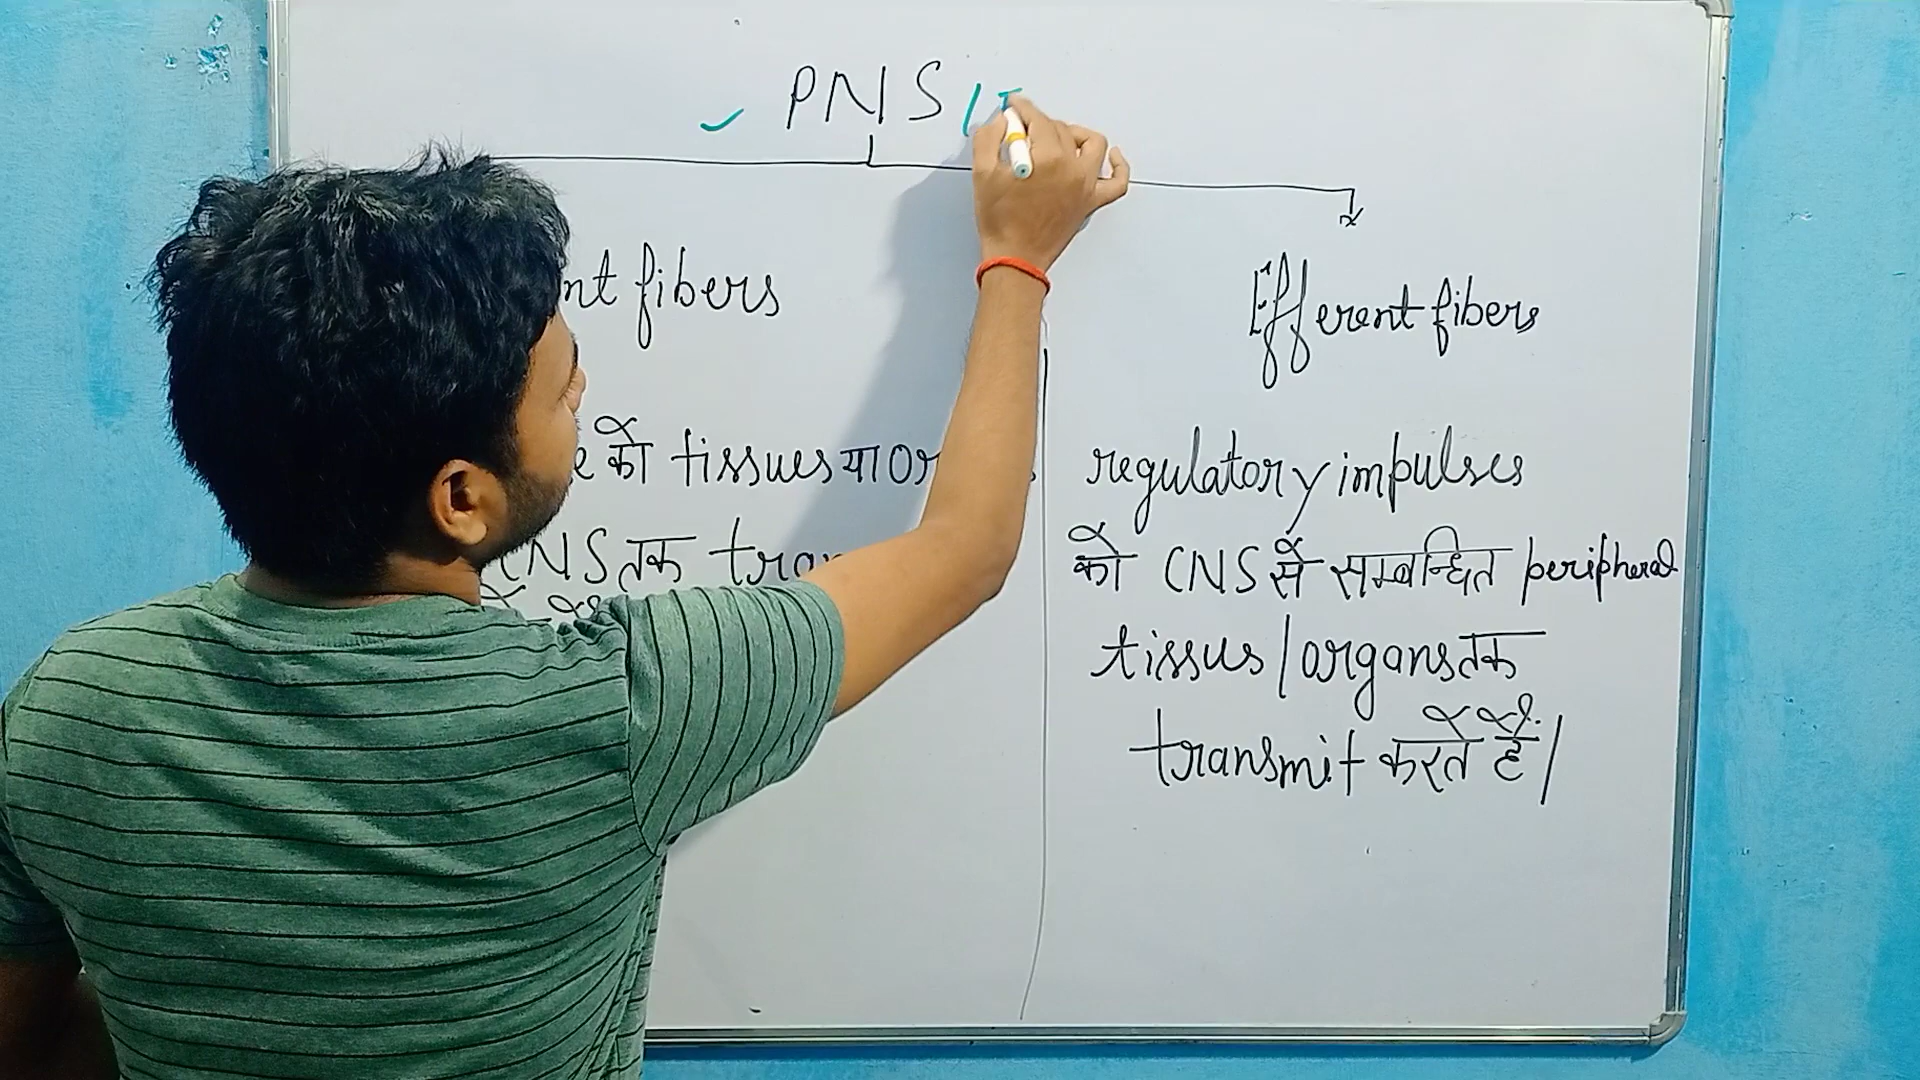 PNS
nt fibers
Efferent fibers
e को tissues या or
CNS तक tran
regulatory impulses
को CNS से सम्बन्धित peripheral
tissus / organs तक
transmit करते हैं।